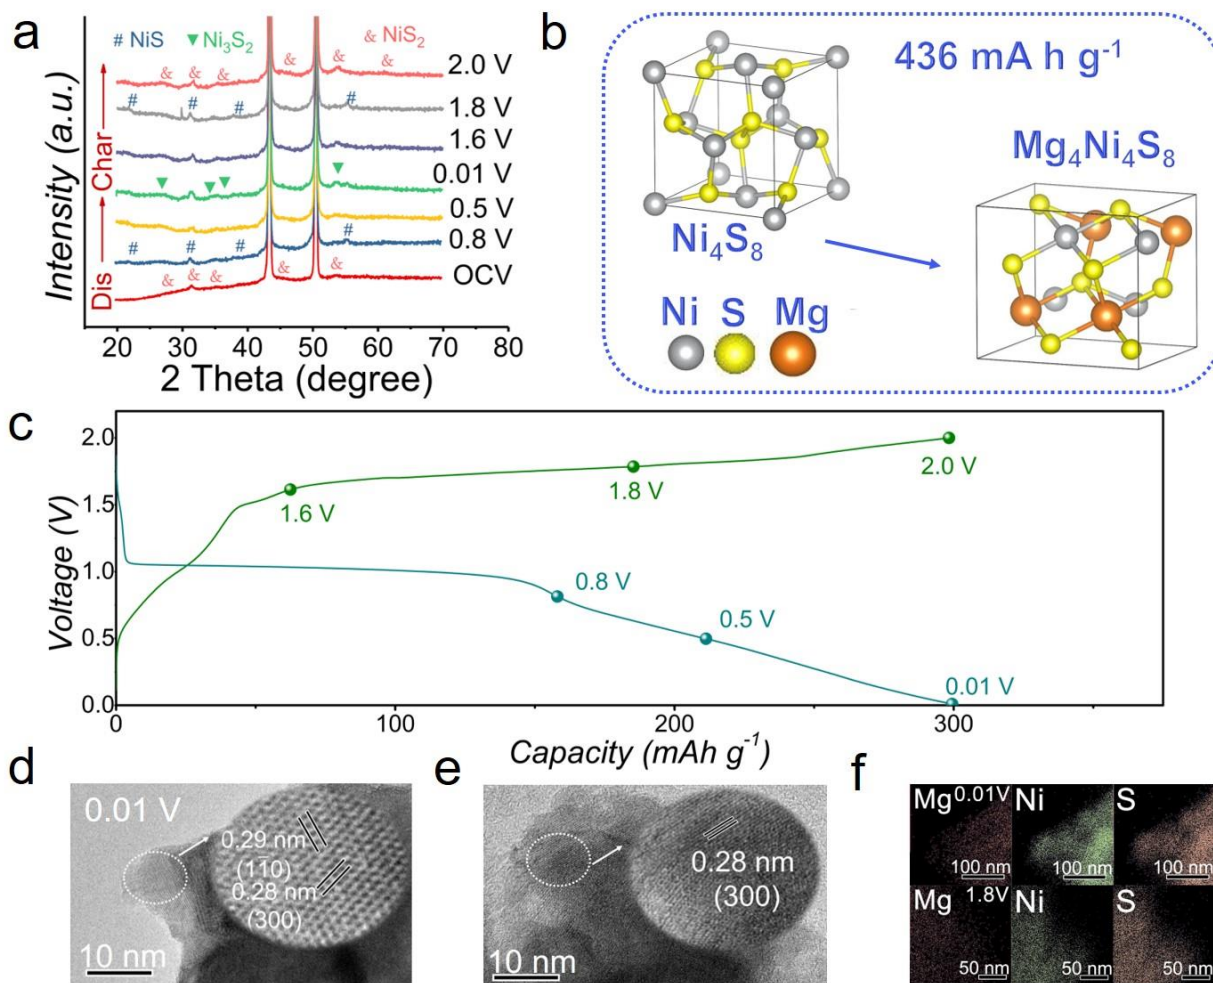 a
# NiS ▼ Ni₃S₂ & NiS₂
Intensity (a.u.)
Dis
Char
2.0 V
1.8 V
1.6 V
0.01 V
0.5 V
0.8 V
OCV
& & & & & &
# # # #
▼ ▼ ▼ ▼
# # # #
& & & & &
20 30 40 50 60 70 80
2 Theta (degree)
b
436 mA h g⁻¹
Ni₄S₈
Mg₄Ni₄S₈
Ni S Mg
c
Voltage (V)
2.0
1.5
1.0
0.5
0.0
1.6 V
1.8 V
2.0 V
0.8 V
0.5 V
0.01 V
0 100 200 300
Capacity (mAh g⁻¹)
d
0.01 V
0.29 nm
(11̄0)
0.28 nm
(300)
10 nm
e
0.28 nm
(300)
10 nm
f
Mg 0.01V Ni S
100 nm 100 nm 100 nm
Mg 1.8V Ni S
50 nm 50 nm 50 nm